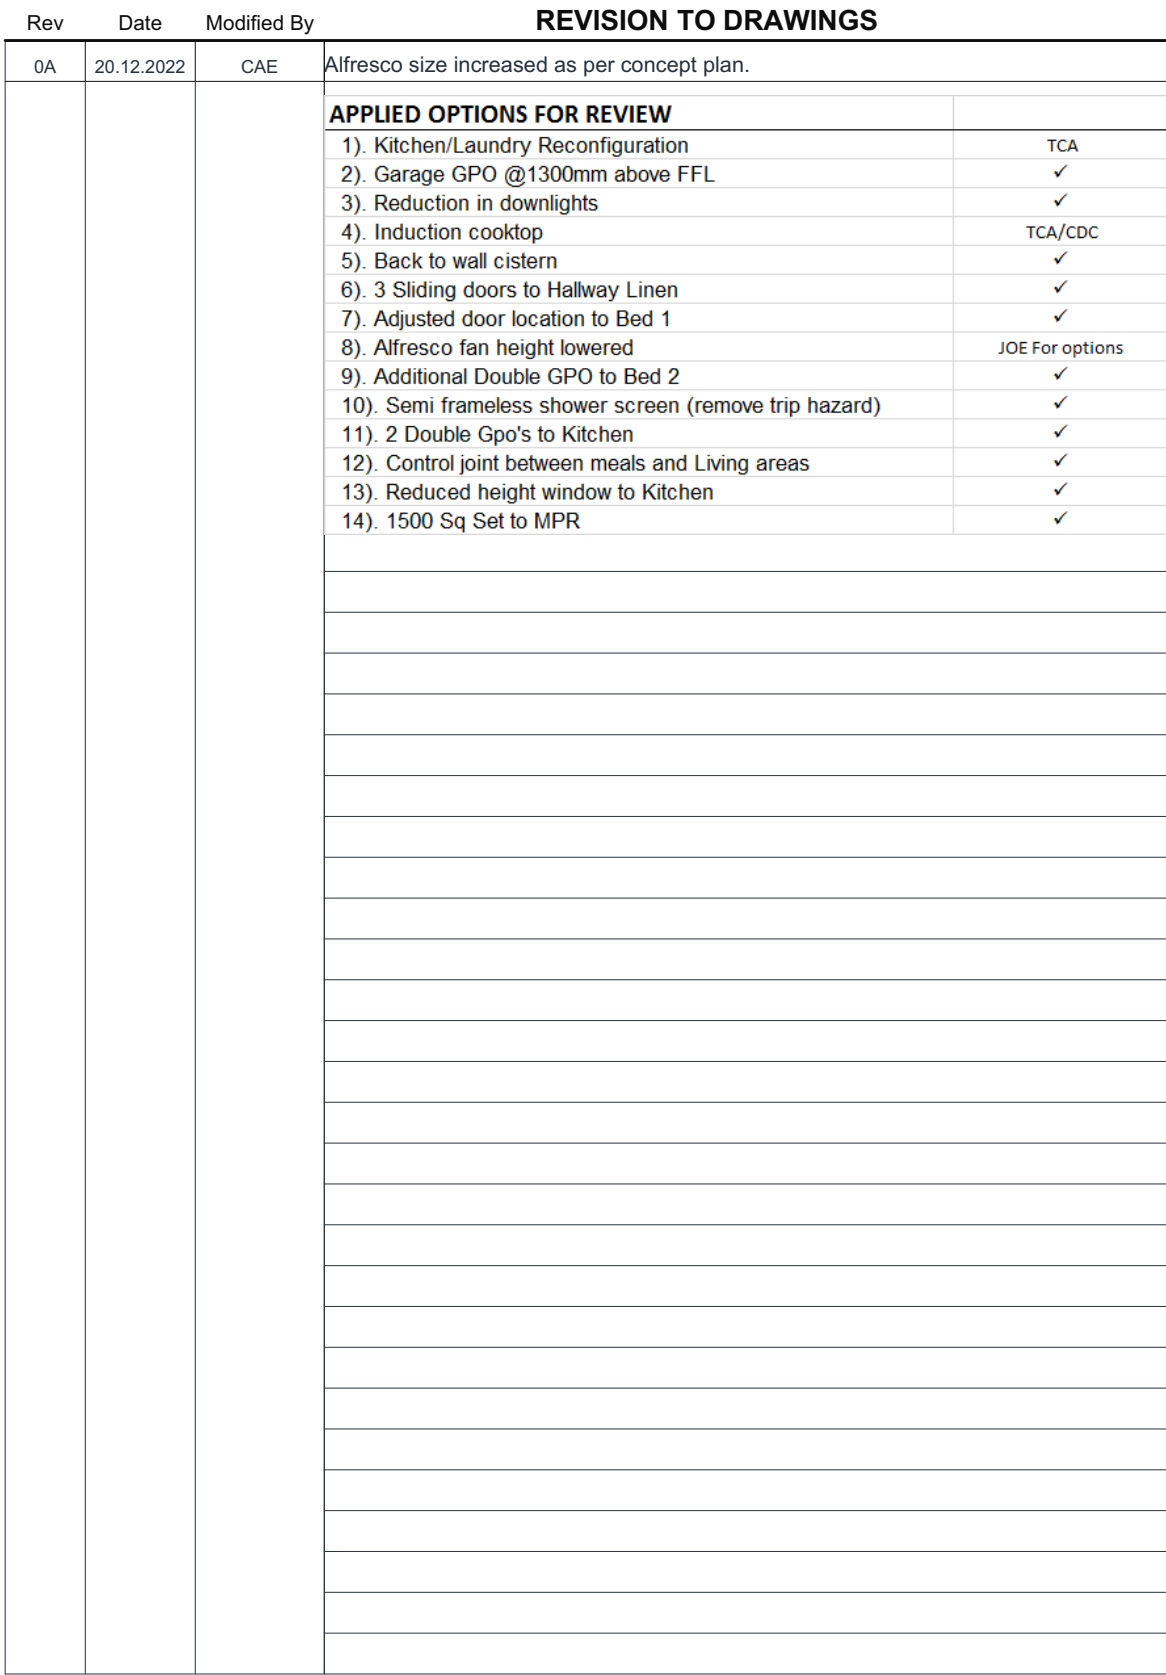 Rev Date Modified By REVISION TO DRAWINGS
0A 20.12.2022 CAE Alfresco size increased as per concept plan.
APPLIED OPTIONS FOR REVIEW
1). Kitchen/Laundry Reconfiguration TCA
2). Garage GPO @1300mm above FFL ✓
3). Reduction in downlights ✓
4). Induction cooktop TCA/CDC
5). Back to wall cistern ✓
6). 3 Sliding doors to Hallway Linen ✓
7). Adjusted door location to Bed 1 ✓
8). Alfresco fan height lowered JOE For options
9). Additional Double GPO to Bed 2 ✓
10). Semi frameless shower screen (remove trip hazard) ✓
11). 2 Double Gpo's to Kitchen ✓
12). Control joint between meals and Living areas ✓
13). Reduced height window to Kitchen ✓
14). 1500 Sq Set to MPR ✓